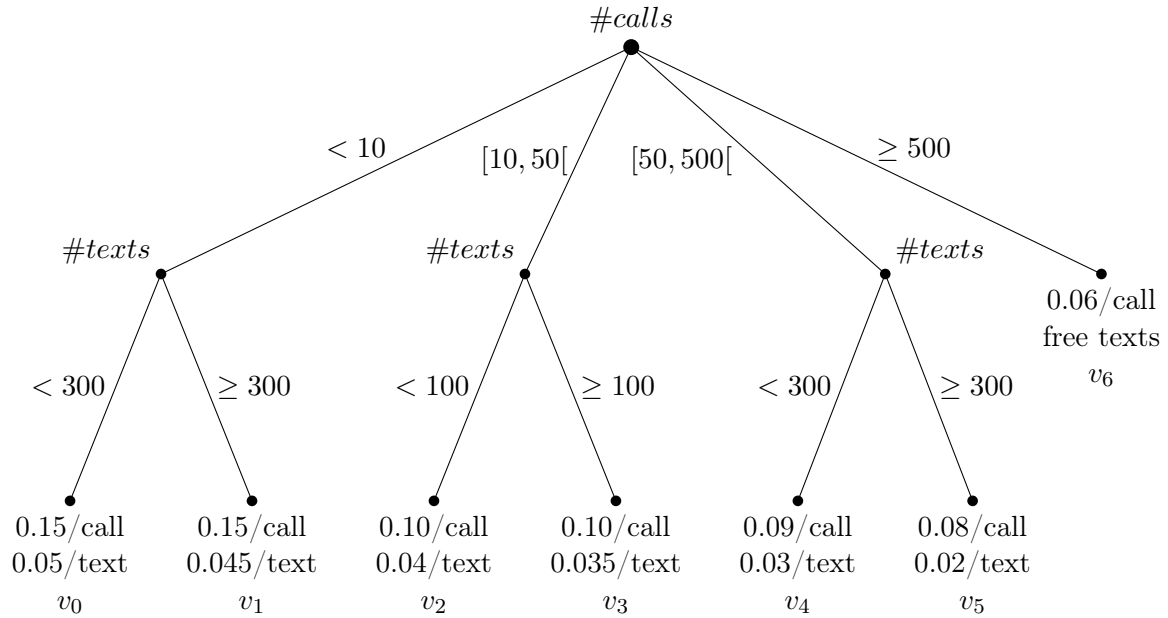 #calls
< 10
[10, 50[
[50, 500[
≥ 500
#texts
#texts
#texts
0.06/call
free texts
v₆
< 300
≥ 300
< 100
≥ 100
< 300
≥ 300
0.15/call
0.05/text
v₀
0.15/call
0.045/text
v₁
0.10/call
0.04/text
v₂
0.10/call
0.035/text
v₃
0.09/call
0.03/text
v₄
0.08/call
0.02/text
v₅